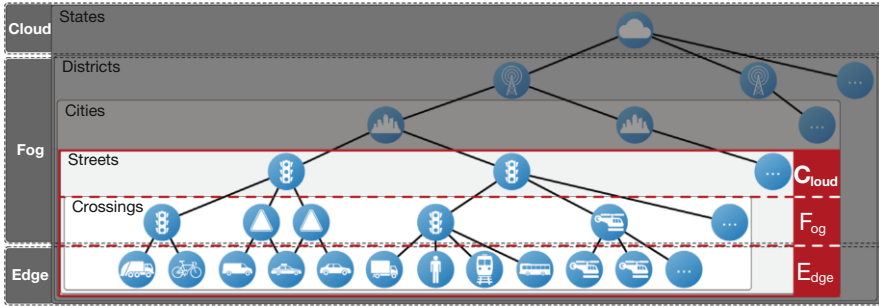 Cloud
States
Districts
...
...
Cities
Fog
Streets
...
Cloud
Crossings
...
Fog
Edge
...
Edge